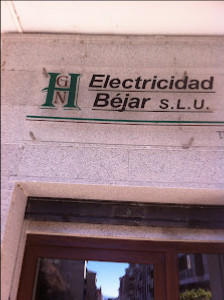 HGN
Electricidad
Béjar S.L.U.
T